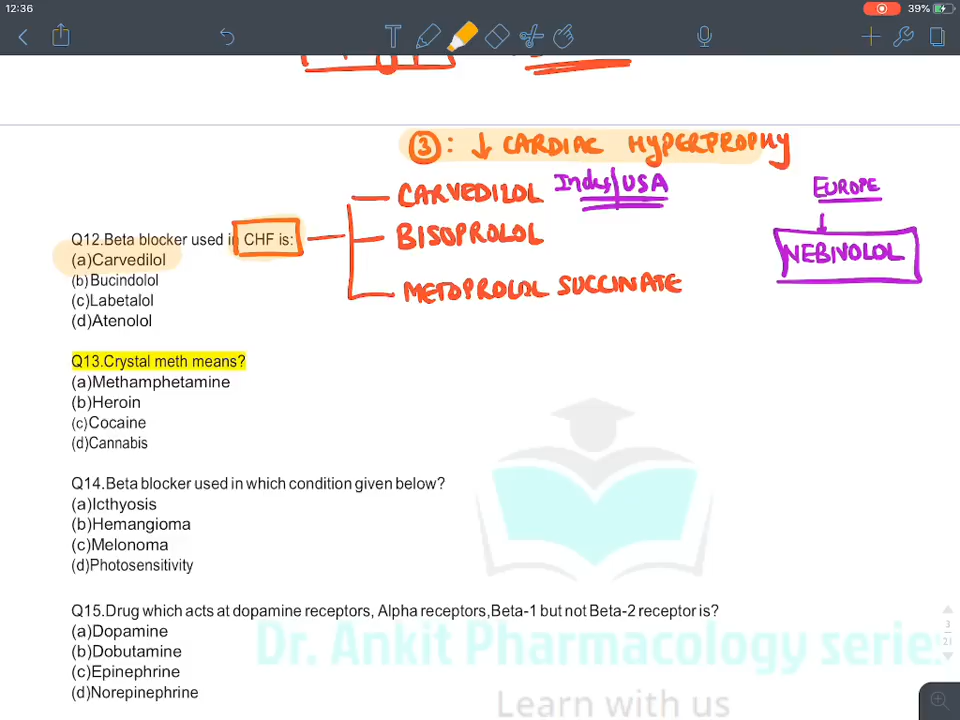 12:36
39%
T
③: ↓ CARDIAC HYPERTROPHY
CARVEDILOL India/USA
EUROPE
BISOPROLOL
NEBIVOLOL
METOPROLOL SUCCINATE
Q12.Beta blocker used in CHF is:
(a)Carvedilol
(b)Bucindolol
(c)Labetalol
(d)Atenolol
Q13.Crystal meth means?
(a)Methamphetamine
(b)Heroin
(c)Cocaine
(d)Cannabis
Q14.Beta blocker used in which condition given below?
(a)Icthyosis
(b)Hemangioma
(c)Melonoma
(d)Photosensitivity
Q15.Drug which acts at dopamine receptors, Alpha receptors,Beta-1 but not Beta-2 receptor is?
(a)Dopamine
(b)Dobutamine
(c)Epinephrine
(d)Norepinephrine
3
21
Dr. Ankit Pharmacology series
Learn with us